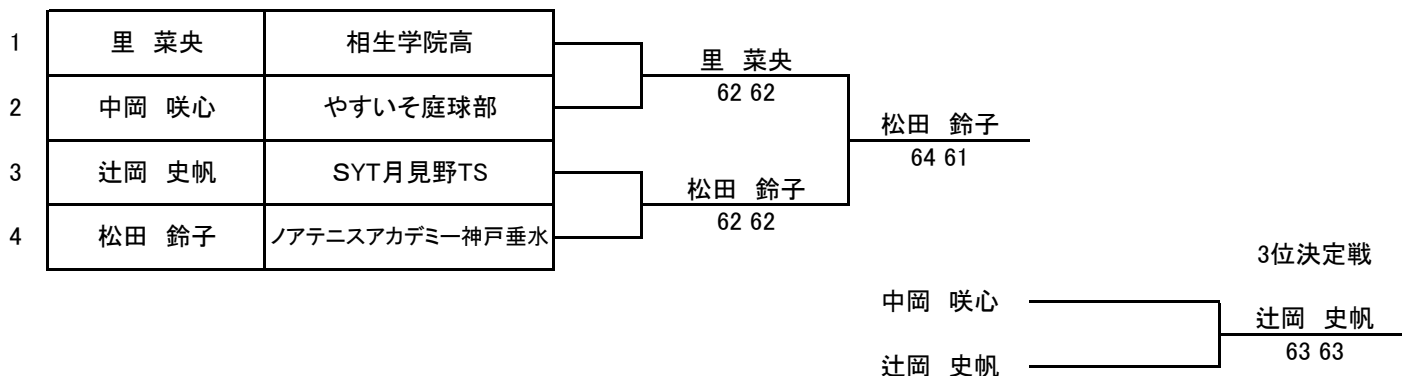 1 里 菜央 相生学院高
里 菜央
62 62
2 中岡 咲心 やすいそ庭球部
松田 鈴子
64 61
3 辻岡 史帆 SYT月見野TS
松田 鈴子
62 62
4 松田 鈴子 ノアテニスアカデミー神戸垂水
3位決定戦
中岡 咲心
辻岡 史帆
63 63
辻岡 史帆